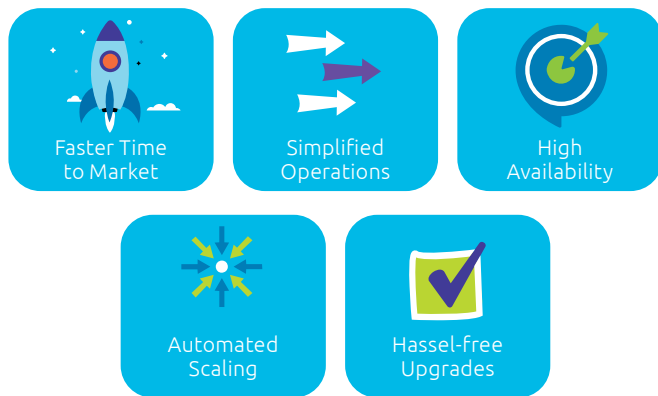 Faster Time
to Market
Simplified
Operations
High
Availability
Automated
Scaling
Hassel-free
Upgrades